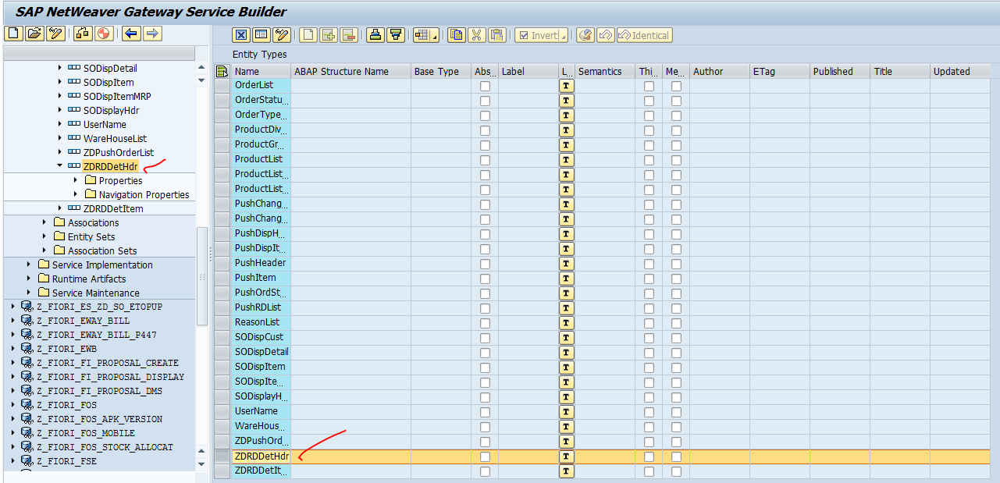 SAP NetWeaver Gateway Service Builder
Invert
Identical
SODispDetail
SODispItem
SODispItemMRP
SODisplayHdr
UserName
WareHouseList
ZDPushOrderList
ZDRDDetHdr
Properties
Navigation Properties
ZDRDDetItem
Associations
Entity Sets
Association Sets
Service Implementation
Runtime Artifacts
Service Maintenance
Z_FIORI_ES_ZD_SO_ETOPUP
Z_FIORI_EWAY_BILL
Z_FIORI_EWAY_BILL_P447
Z_FIORI_EWB
Z_FIORI_FI_PROPOSAL_CREATE
Z_FIORI_FI_PROPOSAL_DISPLAY
Z_FIORI_FI_PROPOSAL_DMS
Z_FIORI_FOS
Z_FIORI_FOS_APK_VERSION
Z_FIORI_FOS_MOBILE
Z_FIORI_FOS_STOCK_ALLOCAT
Z_FIORI_FSE
Entity Types
Name ABAP Structure Name Base Type Abs... Label L... Semantics Thi... Me... Author ETag Published Title Updated
OrderList T
OrderStatu... T
OrderType... T
ProductDiv... T
ProductGr... T
ProductList T
ProductList... T
ProductList... T
PushChang... T
PushChang... T
PushDispH... T
PushDispIt... T
PushHeader T
PushItem T
PushOrdSt... T
PushRDList T
ReasonList T
SODispCust T
SODispDetail T
SODispItem T
SODispIte... T
SODisplayH... T
UserName T
WareHous... T
ZDPushOrd... T
ZDRDDetHdr T
ZDRDDetIt... T